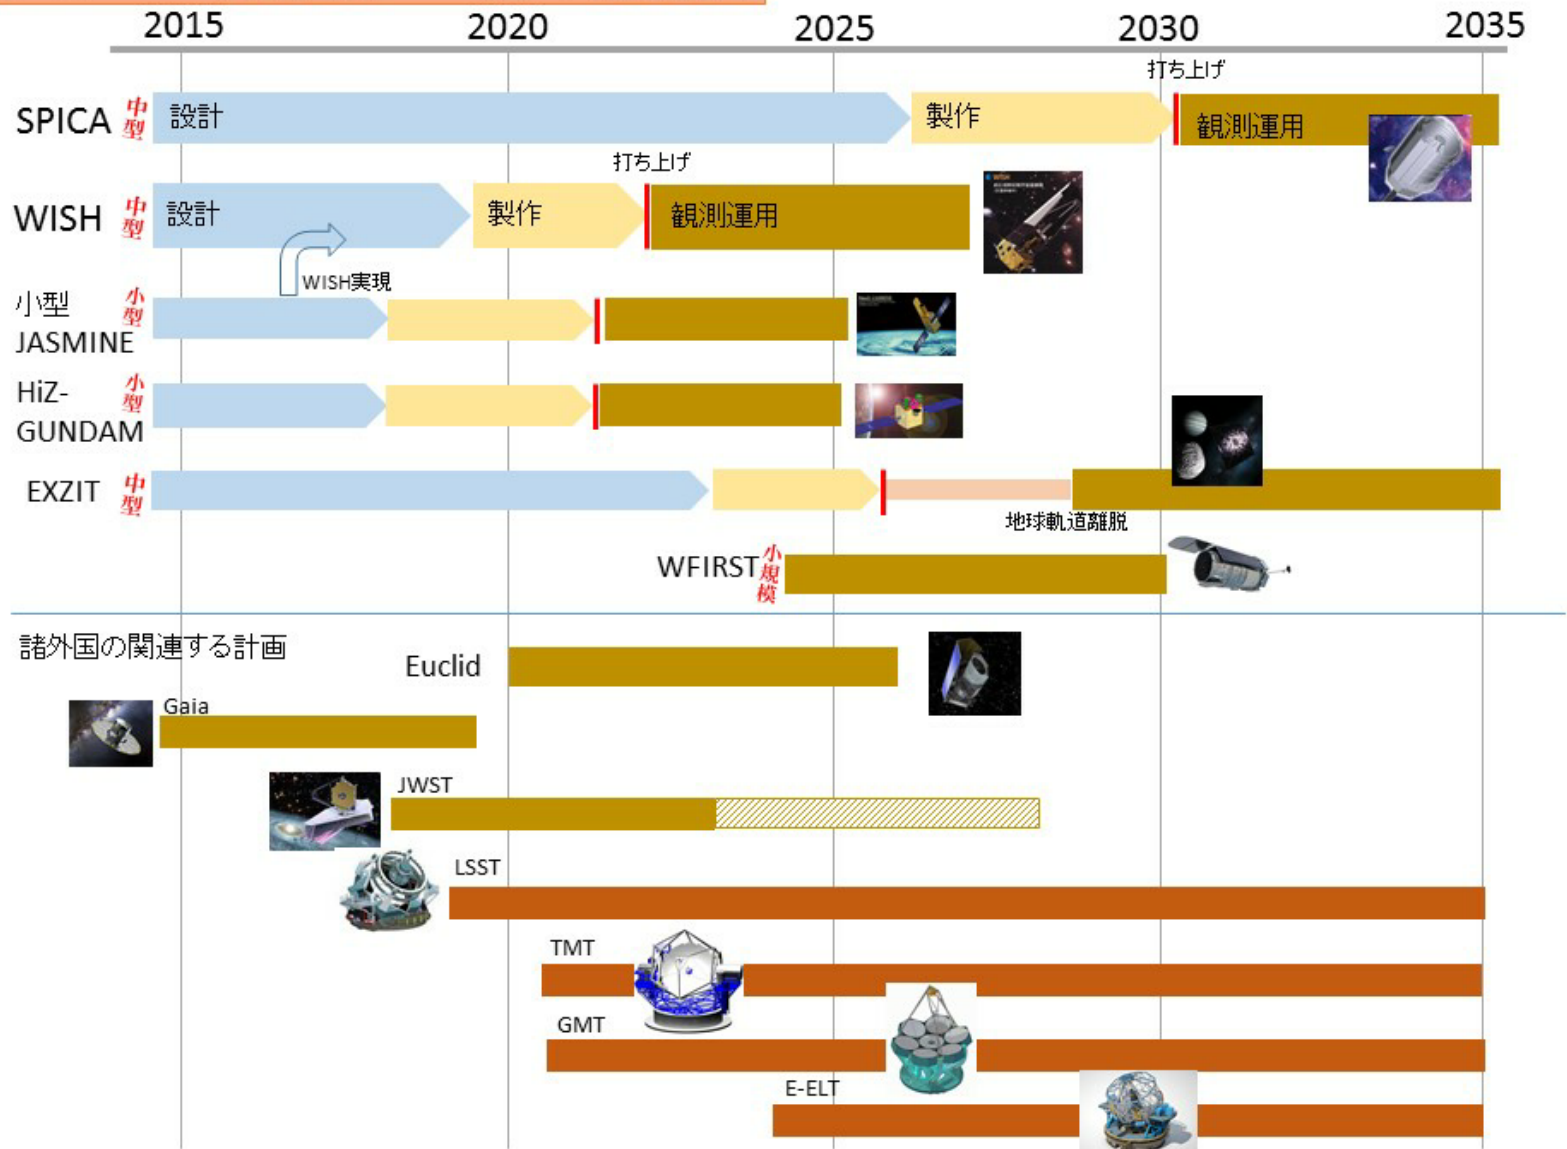 2015 2020 2025 2030 2035
打ち上げ
SPICA 中型 設計 製作 観測運用
打ち上げ
WISH 中型 設計 製作 観測運用
WISH実現
小型
JASMINE 小型
HiZ-
GUNDAM 小型
EXZIT 中型
地球軌道離脱
WFIRST 小規模
諸外国の関連する計画
Euclid
Gaia
JWST
LSST
TMT
GMT
E-ELT